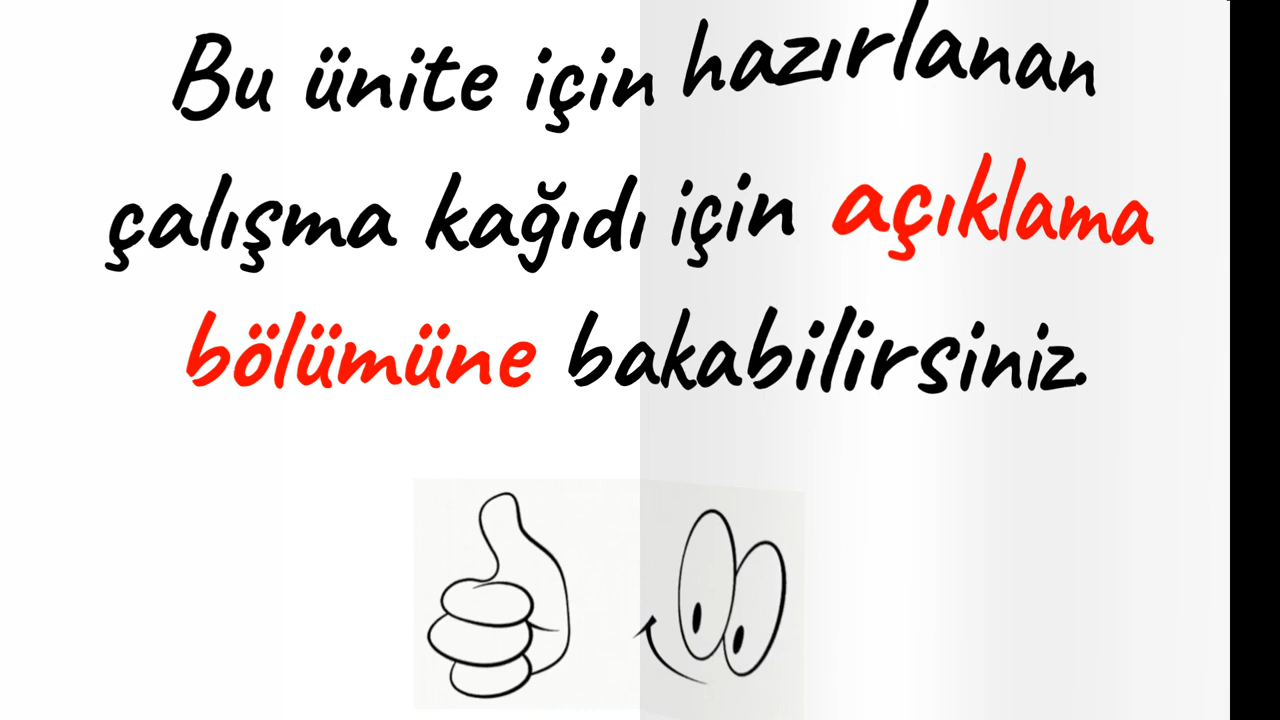 Bu ünite için hazırlanan
çalışma kağıdı için açıklama
bölümüne bakabilirsiniz.